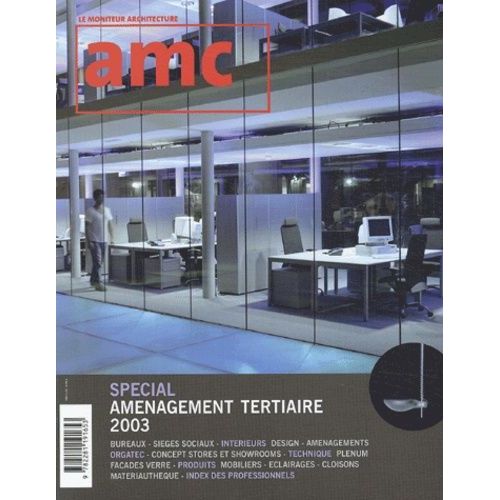 LE MONITEUR ARCHITECTURE
amc
SPECIAL
AMENAGEMENT TERTIAIRE
2003
BUREAUX - SIEGES SOCIAUX - INTERIEURS DESIGN - AMENAGEMENTS
ORGATEC - CONCEPT STORES ET SHOWROOMS - TECHNIQUE PLENUM
FACADES VERRE - PRODUITS MOBILIERS - ECLAIRAGES - CLOISONS
MATERIAUTHEQUE - INDEX DES PROFESSIONNELS
9 782281 191653